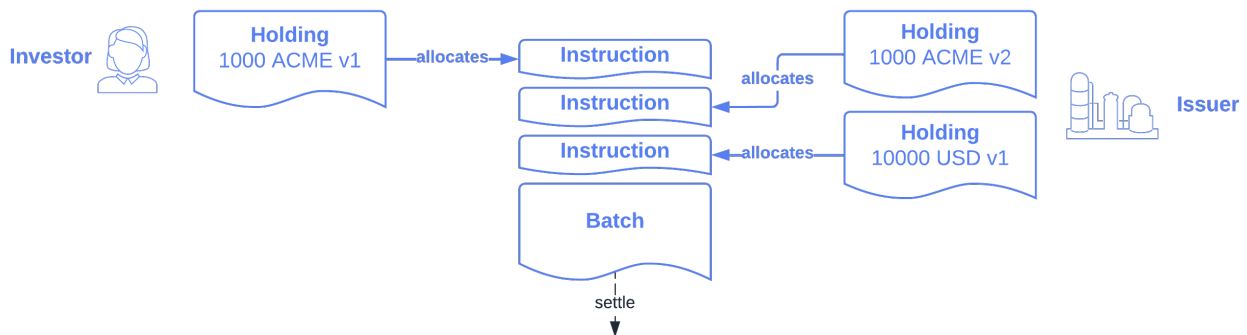 Investor
Holding
1000 ACME v1
allocates
Instruction
Instruction
Instruction
Batch
settle
allocates
allocates
Holding
1000 ACME v2
Holding
10000 USD v1
Issuer